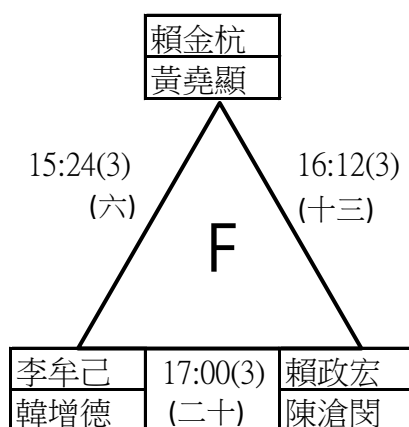 賴金杭
黃堯顯
15:24(3)
(六)
16:12(3)
(十三)
F
李牟己
17:00(3)
賴政宏
韓增德
(二十)
陳滄閔